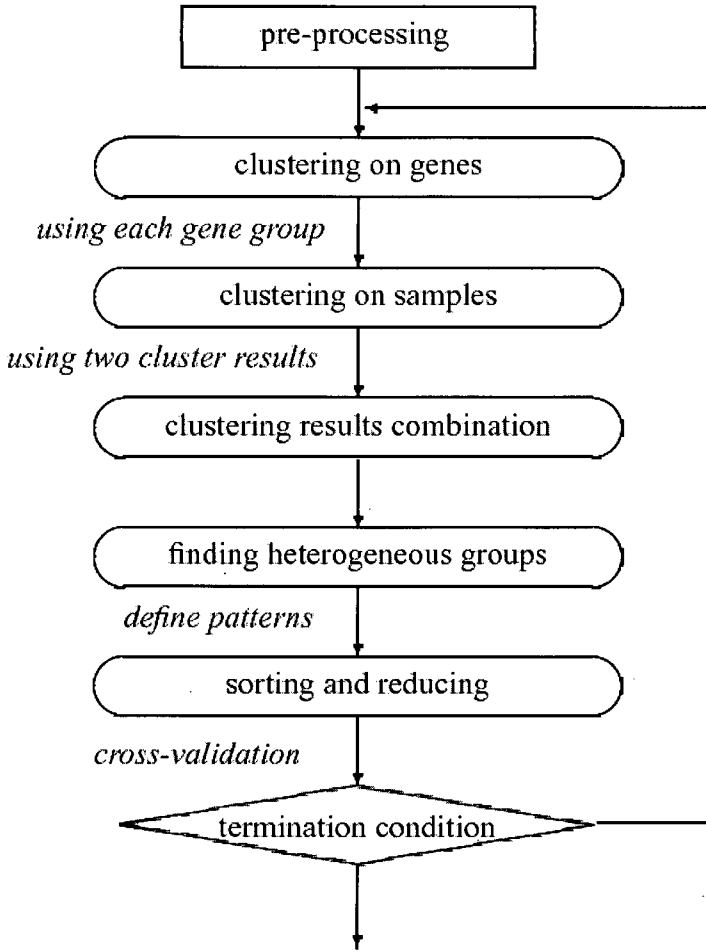 pre-processing
clustering on genes
using each gene group
clustering on samples
using two cluster results
clustering results combination
finding heterogeneous groups
define patterns
sorting and reducing
cross-validation
termination condition